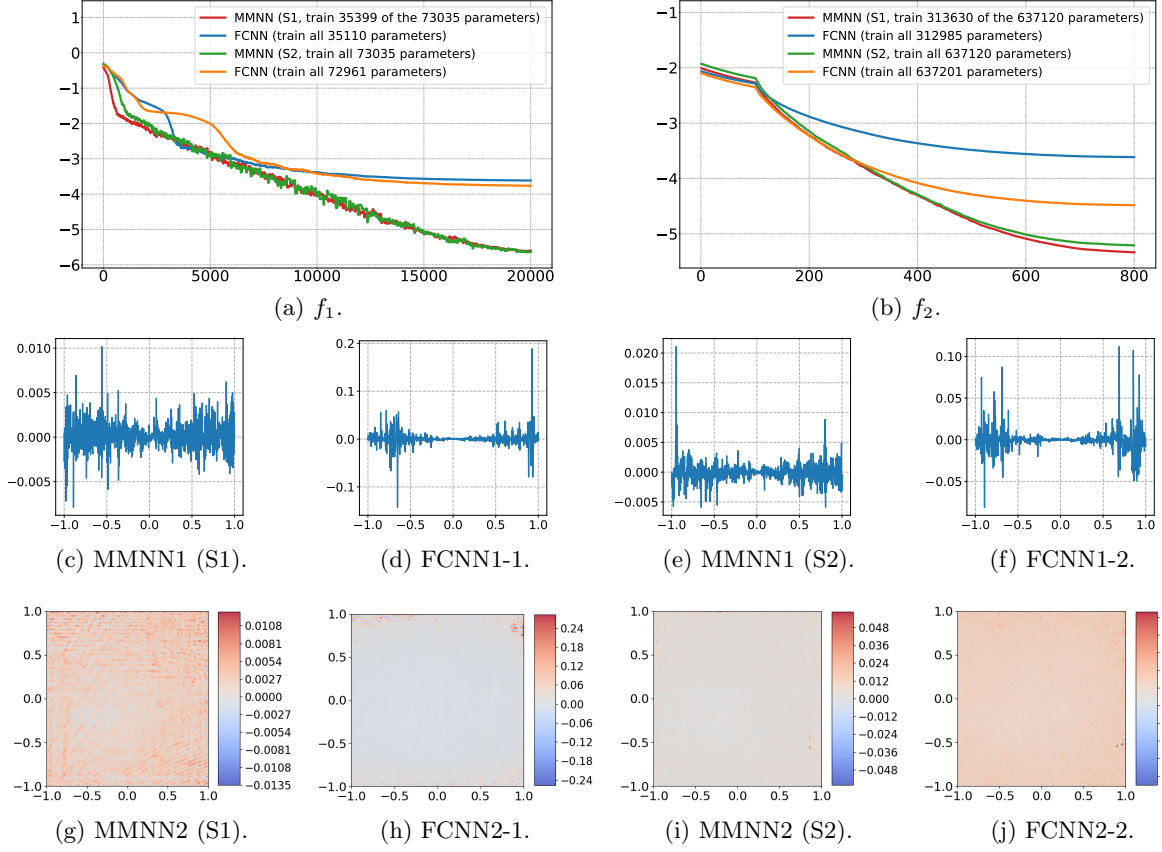 MMNN (S1, train 35399 of the 73035 parameters)
FCNN (train all 35110 parameters)
MMNN (S2, train all 73035 parameters)
FCNN (train all 72961 parameters)
1
0
−1
−2
−3
−4
−5
−6
0 5000 10000 15000 20000
(a) f₁.
MMNN (S1, train 313630 of the 637120 parameters)
FCNN (train all 312985 parameters)
MMNN (S2, train all 637120 parameters)
FCNN (train all 637201 parameters)
−1
−2
−3
−4
−5
0 200 400 600 800
(b) f₂.
0.010
0.005
0.000
−0.005
−1.0 −0.5 0.0 0.5 1.0
(c) MMNN1 (S1).
0.2
0.1
0.0
−0.1
−1.0 −0.5 0.0 0.5 1.0
(d) FCNN1-1.
0.020
0.015
0.010
0.005
0.000
−0.005
−1.0 −0.5 0.0 0.5 1.0
(e) MMNN1 (S2).
0.10
0.05
0.00
−0.05
−1.0 −0.5 0.0 0.5 1.0
(f) FCNN1-2.
1.0
0.5
0.0
−0.5
−1.0
−1.0 −0.5 0.0 0.5 1.0
0.0108
0.0081
0.0054
0.0027
0.0000
−0.0027
−0.0054
−0.0081
−0.0108
−0.0135
(g) MMNN2 (S1).
1.0
0.5
0.0
−0.5
−1.0
−1.0 −0.5 0.0 0.5 1.0
0.24
0.18
0.12
0.06
0.00
−0.06
−0.12
−0.18
−0.24
(h) FCNN2-1.
1.0
0.5
0.0
−0.5
−1.0
−1.0 −0.5 0.0 0.5 1.0
0.048
0.036
0.024
0.012
0.000
−0.012
−0.024
−0.036
−0.048
(i) MMNN2 (S2).
1.0
0.5
0.0
−0.5
−1.0
−1.0 −0.5 0.0 0.5 1.0
(j) FCNN2-2.